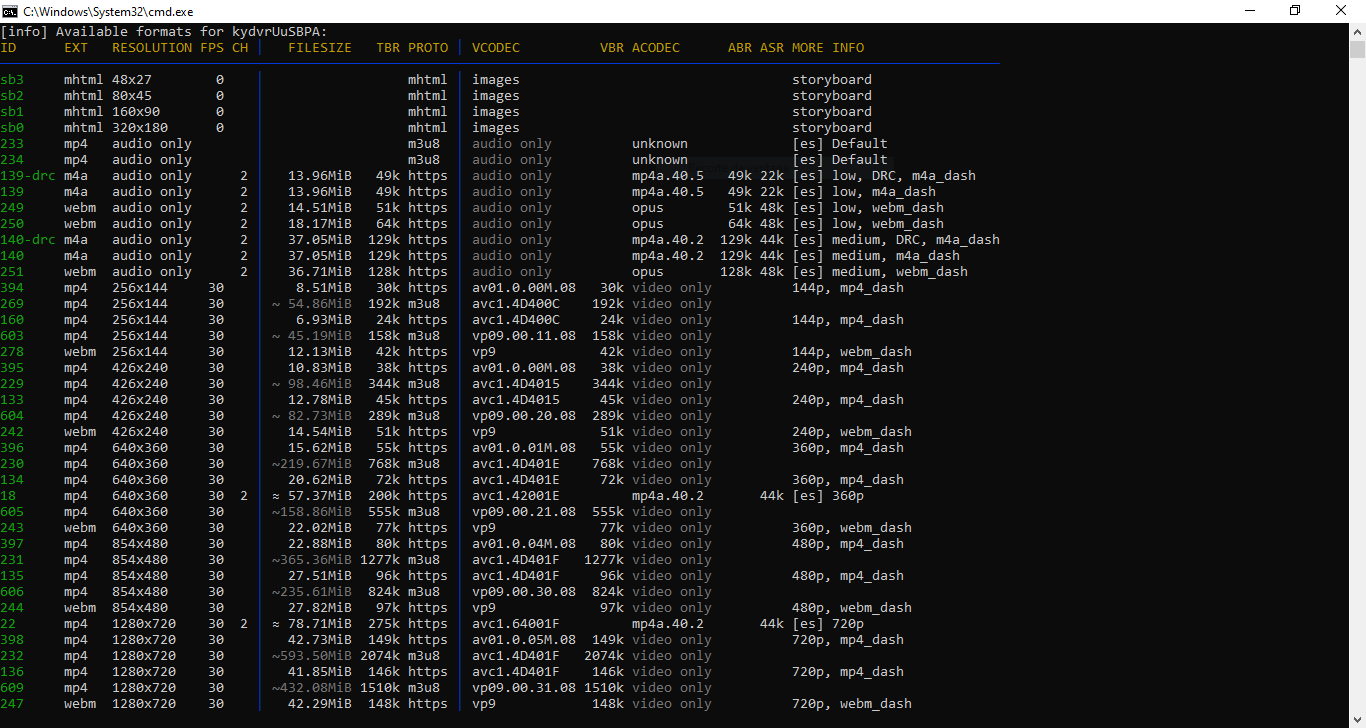 C:\Windows\System32\cmd.exe
[info] Available formats for kydvrUuSBPA:
ID EXT RESOLUTION FPS CH │ FILESIZE TBR PROTO │ VCODEC VBR ACODEC ABR ASR MORE INFO
sb3 mhtml 48x27 0 │ mhtml │ images storyboard
sb2 mhtml 80x45 0 │ mhtml │ images storyboard
sb1 mhtml 160x90 0 │ mhtml │ images storyboard
sb0 mhtml 320x180 0 │ mhtml │ images storyboard
233 mp4 audio only │ m3u8 │ audio only unknown [es] Default
234 mp4 audio only │ m3u8 │ audio only unknown [es] Default
139-drc m4a audio only 2 │ 13.96MiB 49k https │ audio only mp4a.40.5 49k 22k [es] low, DRC, m4a_dash
139 m4a audio only 2 │ 13.96MiB 49k https │ audio only mp4a.40.5 49k 22k [es] low, m4a_dash
249 webm audio only 2 │ 14.51MiB 51k https │ audio only opus 51k 48k [es] low, webm_dash
250 webm audio only 2 │ 18.17MiB 64k https │ audio only opus 64k 48k [es] low, webm_dash
140-drc m4a audio only 2 │ 37.05MiB 129k https │ audio only mp4a.40.2 129k 44k [es] medium, DRC, m4a_dash
140 m4a audio only 2 │ 37.05MiB 129k https │ audio only mp4a.40.2 129k 44k [es] medium, m4a_dash
251 webm audio only 2 │ 36.71MiB 128k https │ audio only opus 128k 48k [es] medium, webm_dash
394 mp4 256x144 30 │ 8.51MiB 30k https │ av01.0.00M.08 30k video only 144p, mp4_dash
269 mp4 256x144 30 │ ~ 54.86MiB 192k m3u8 │ avc1.4D400C 192k video only
160 mp4 256x144 30 │ 6.93MiB 24k https │ avc1.4D400C 24k video only 144p, mp4_dash
603 mp4 256x144 30 │ ~ 45.19MiB 158k m3u8 │ vp09.00.11.08 158k video only
278 webm 256x144 30 │ 12.13MiB 42k https │ vp9 42k video only 144p, webm_dash
395 mp4 426x240 30 │ 10.83MiB 38k https │ av01.0.00M.08 38k video only 240p, mp4_dash
229 mp4 426x240 30 │ ~ 98.46MiB 344k m3u8 │ avc1.4D4015 344k video only
133 mp4 426x240 30 │ 12.78MiB 45k https │ avc1.4D4015 45k video only 240p, mp4_dash
604 mp4 426x240 30 │ ~ 82.73MiB 289k m3u8 │ vp09.00.20.08 289k video only
242 webm 426x240 30 │ 14.54MiB 51k https │ vp9 51k video only 240p, webm_dash
396 mp4 640x360 30 │ 15.62MiB 55k https │ av01.0.01M.08 55k video only 360p, mp4_dash
230 mp4 640x360 30 │ ~219.67MiB 768k m3u8 │ avc1.4D401E 768k video only
134 mp4 640x360 30 │ 20.62MiB 72k https │ avc1.4D401E 72k video only 360p, mp4_dash
18 mp4 640x360 30 2 │ ≈ 57.37MiB 200k https │ avc1.42001E mp4a.40.2 44k [es] 360p
605 mp4 640x360 30 │ ~158.86MiB 555k m3u8 │ vp09.00.21.08 555k video only
243 webm 640x360 30 │ 22.02MiB 77k https │ vp9 77k video only 360p, webm_dash
397 mp4 854x480 30 │ 22.88MiB 80k https │ av01.0.04M.08 80k video only 480p, mp4_dash
231 mp4 854x480 30 │ ~365.36MiB 1277k m3u8 │ avc1.4D401F 1277k video only
135 mp4 854x480 30 │ 27.51MiB 96k https │ avc1.4D401F 96k video only 480p, mp4_dash
606 mp4 854x480 30 │ ~235.61MiB 824k m3u8 │ vp09.00.30.08 824k video only
244 webm 854x480 30 │ 27.82MiB 97k https │ vp9 97k video only 480p, webm_dash
22 mp4 1280x720 30 2 │ ≈ 78.71MiB 275k https │ avc1.64001F mp4a.40.2 44k [es] 720p
398 mp4 1280x720 30 │ 42.73MiB 149k https │ av01.0.05M.08 149k video only 720p, mp4_dash
232 mp4 1280x720 30 │ ~593.50MiB 2074k m3u8 │ avc1.4D401F 2074k video only
136 mp4 1280x720 30 │ 41.85MiB 146k https │ avc1.4D401F 146k video only 720p, mp4_dash
609 mp4 1280x720 30 │ ~432.08MiB 1510k m3u8 │ vp09.00.31.08 1510k video only
247 webm 1280x720 30 │ 42.29MiB 148k https │ vp9 148k video only 720p, webm_dash